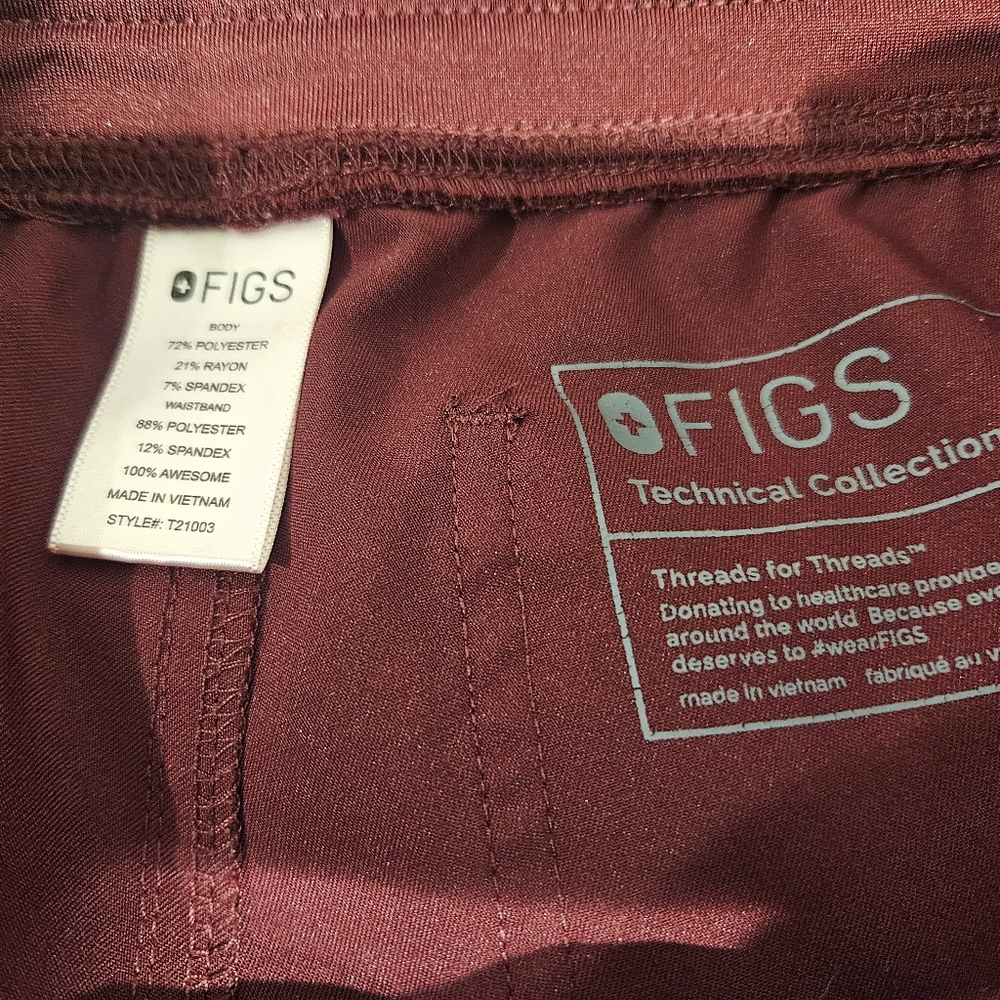 FIGS
BODY
72% POLYESTER
21% RAYON
7% SPANDEX
WAISTBAND
88% POLYESTER
12% SPANDEX
100% AWESOME
MADE IN VIETNAM
STYLE#: T21003
FIGS
Technical Collection
Threads for Threads™
Donating to healthcare
around the world. Because
deserves to #wearFIGS
made in vietnam fabriqué au